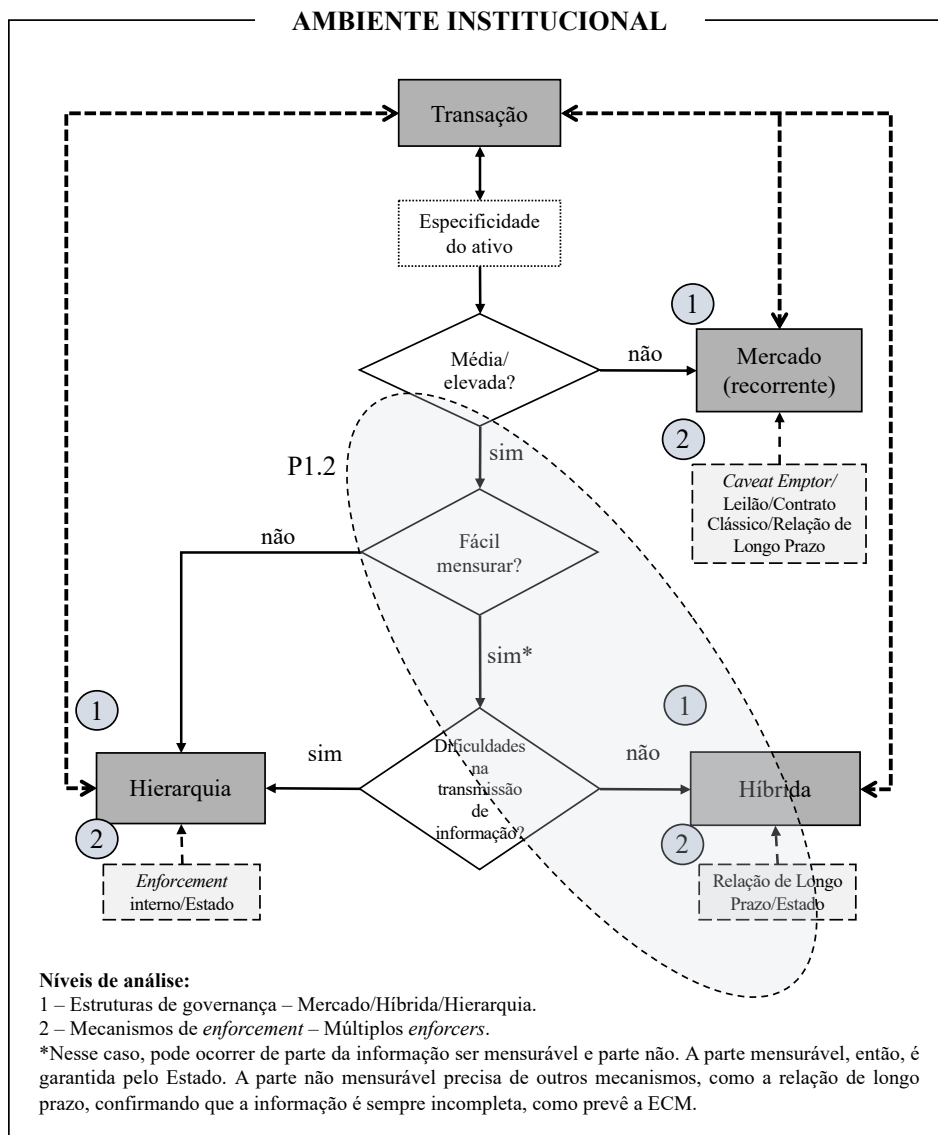 AMBIENTE INSTITUCIONAL
Transação
Especificidade
do ativo
1
Média/
elevada?
não
Mercado
(recorrente)
2
P1.2
sim
Caveat Emptor/
Leilão/Contrato
Clássico/Relação de
Longo Prazo
não
Fácil
mensurar?
sim*
1
1
sim
Dificuldades
na
transmissão
de
informação?
não
Hierarquia
Híbrida
2
2
Enforcement
interno/Estado
Relação de Longo
Prazo/Estado
Níveis de análise:
1 – Estruturas de governança – Mercado/Híbrida/Hierarquia.
2 – Mecanismos de enforcement – Múltiplos enforcers.
*Nesse caso, pode ocorrer de parte da informação ser mensurável e parte não. A parte mensurável, então, é
garantida pelo Estado. A parte não mensurável precisa de outros mecanismos, como a relação de longo
prazo, confirmando que a informação é sempre incompleta, como prevê a ECM.